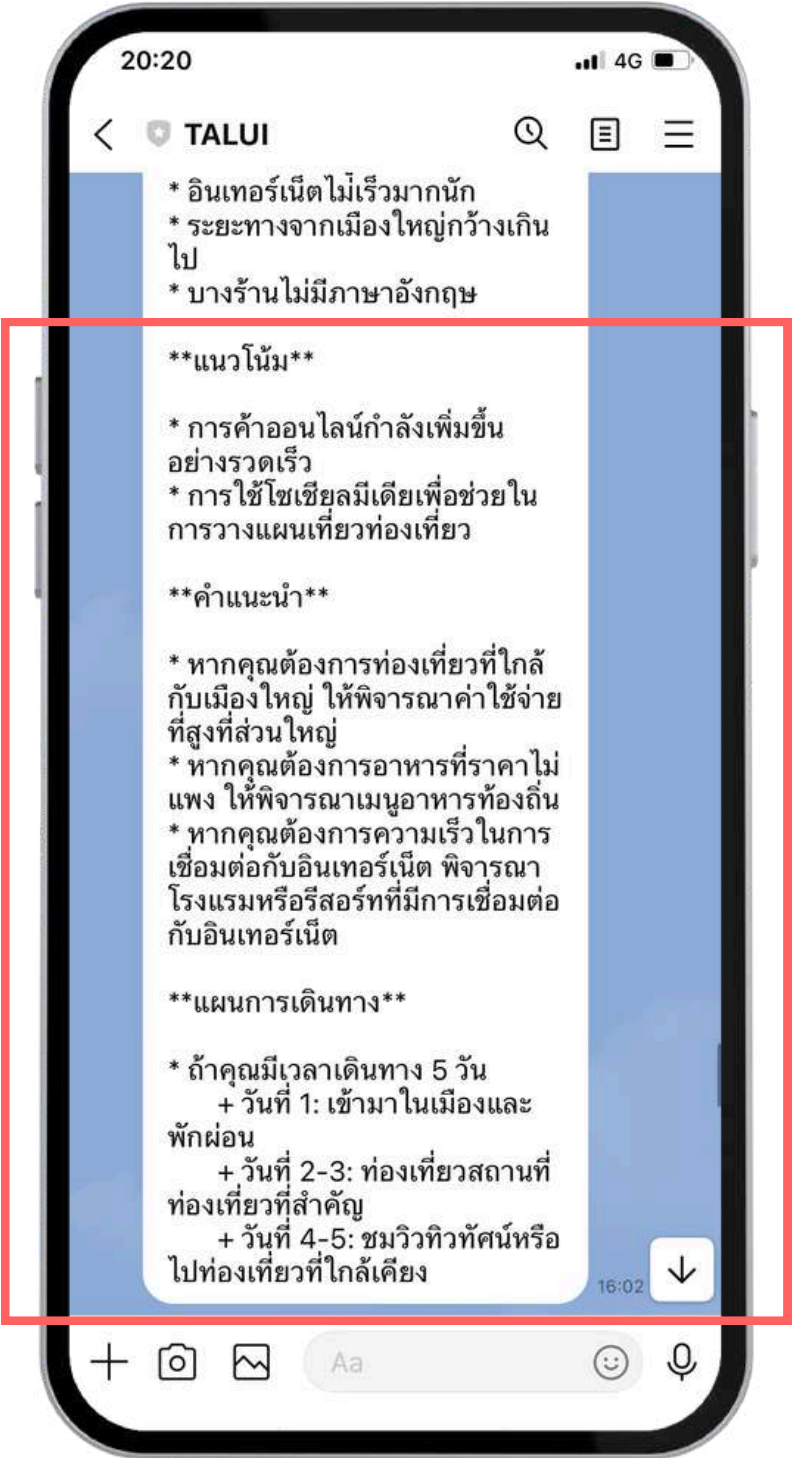 20:20
4G
TALUI
* อินเทอร์เน็ตไม่เร็วมากนัก
* ระยะทางจากเมืองใหญ่กว้างเกิน
ไป
* บางร้านไม่มีภาษาอังกฤษ
**แนวโน้ม**
* การค้าออนไลน์กำลังเพิ่มขึ้น
อย่างรวดเร็ว
* การใช้โซเชียลมีเดียเพื่อช่วยใน
การวางแผนเที่ยวท่องเที่ยว
**คำแนะนำ**
* หากคุณต้องการท่องเที่ยวที่ใกล้
กับเมืองใหญ่ ให้พิจารณาค่าใช้จ่าย
ที่สูงที่ส่วนใหญ่
* หากคุณต้องการอาหารที่ราคาไม่
แพง ให้พิจารณาเมนูอาหารท้องถิ่น
* หากคุณต้องการความเร็วในการ
เชื่อมต่อกับอินเทอร์เน็ต พิจารณา
โรงแรมหรือรีสอร์ทที่มีการเชื่อมต่อ
กับอินเทอร์เน็ต
**แผนการเดินทาง**
* ถ้าคุณมีเวลาเดินทาง 5 วัน
+ วันที่ 1: เข้ามาในเมืองและ
พักผ่อน
+ วันที่ 2-3: ท่องเที่ยวสถานที่
ท่องเที่ยวที่สำคัญ
+ วันที่ 4-5: ชมวิวทิวทัศน์หรือ
ไปท่องเที่ยวที่ใกล้เคียง
16:02
Aa